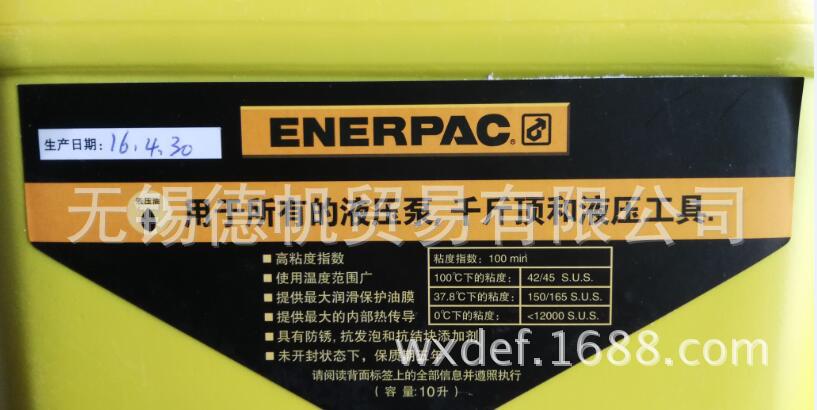 ENERPAC
生产日期: 16.4.30
液压油
用于所有的液压泵,千斤顶和液压工具.
无锡德帆贸易有限公司
■ 高粘度指数
■ 使用温度范围广
■ 提供最大润滑保护油膜
■ 提供最大的内部热传导
■ 具有防锈,抗发泡和抗结块添加剂
■ 未开封状态下,保质期五年
粘度指数: 100 min
100℃下的粘度: 42/45 S.U.S.
37.8℃下的粘度: 150/165 S.U.S.
0℃下的粘度: <12000 S.U.S.
请阅读背面标签上的全部信息并遵照执行
(容量:10升)
wxdef.1688.com